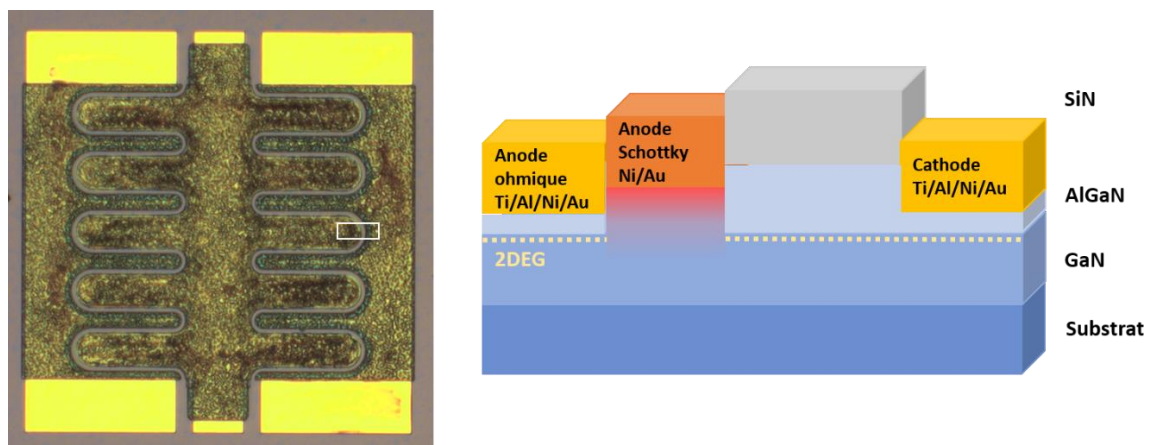 SiN
Anode
Schottky
Ni/Au
Anode
ohmique
Ti/Al/Ni/Au
Cathode
Ti/Al/Ni/Au
AlGaN
2DEG
GaN
Substrat